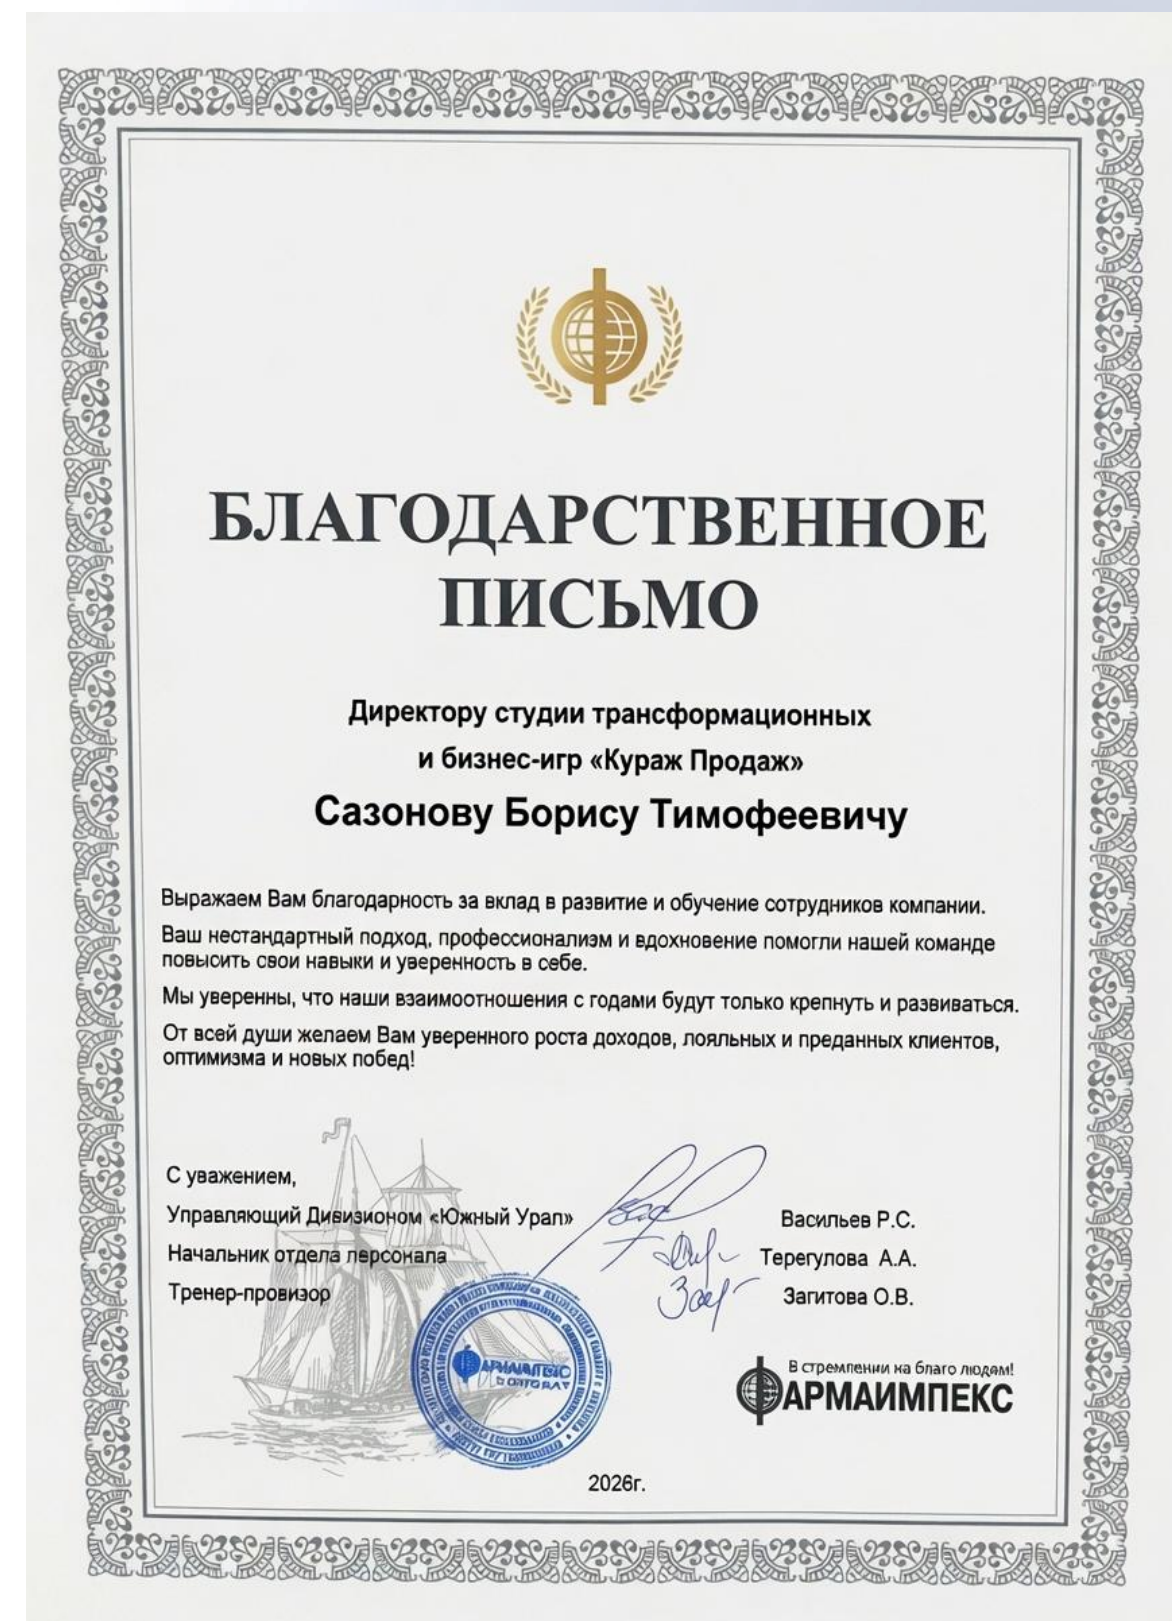 БЛАГОДАРСТВЕННОЕ
ПИСЬМО
Директору студии трансформационных
и бизнес-игр «Кураж Продаж»
Сазонову Борису Тимофеевичу
Выражаем Вам благодарность за вклад в развитие и обучение сотрудников компании.
Ваш нестандартный подход, профессионализм и вдохновение помогли нашей команде
повысить свои навыки и уверенность в себе.
Мы уверенны, что наши взаимоотношения с годами будут только крепнуть и развиваться.
От всей души желаем Вам уверенного роста доходов, лояльных и преданных клиентов,
оптимизма и новых побед!
С уважением,
Управляющий Дивизионом «Южный Урал» Васильев Р.С.
Начальник отдела персонала Терегулова А.А.
Тренер-провизор Загитова О.В.
В стремлении на благо людям!
ФАРМАИМПЕКС
2026г.